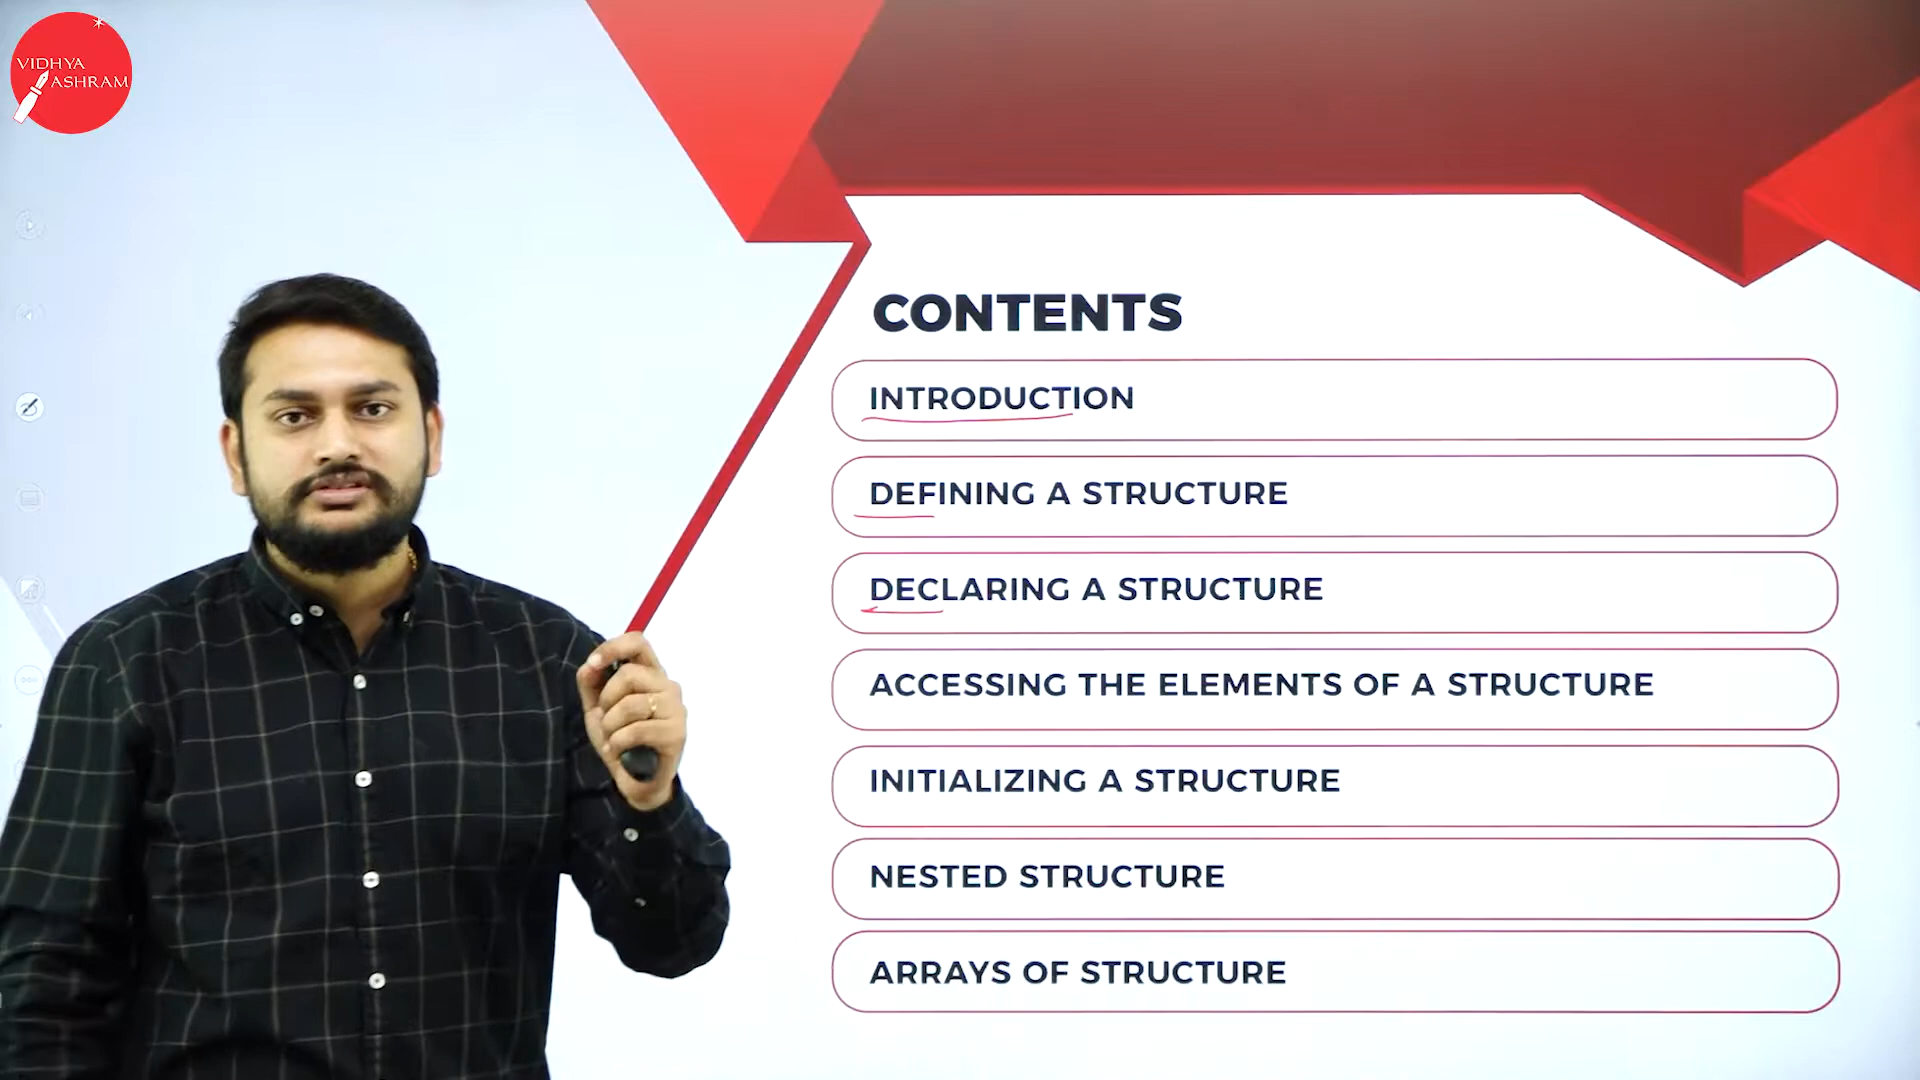 VIDHYA
ASHRAM
CONTENTS
INTRODUCTION
DEFINING A STRUCTURE
DECLARING A STRUCTURE
ACCESSING THE ELEMENTS OF A STRUCTURE
INITIALIZING A STRUCTURE
NESTED STRUCTURE
ARRAYS OF STRUCTURE